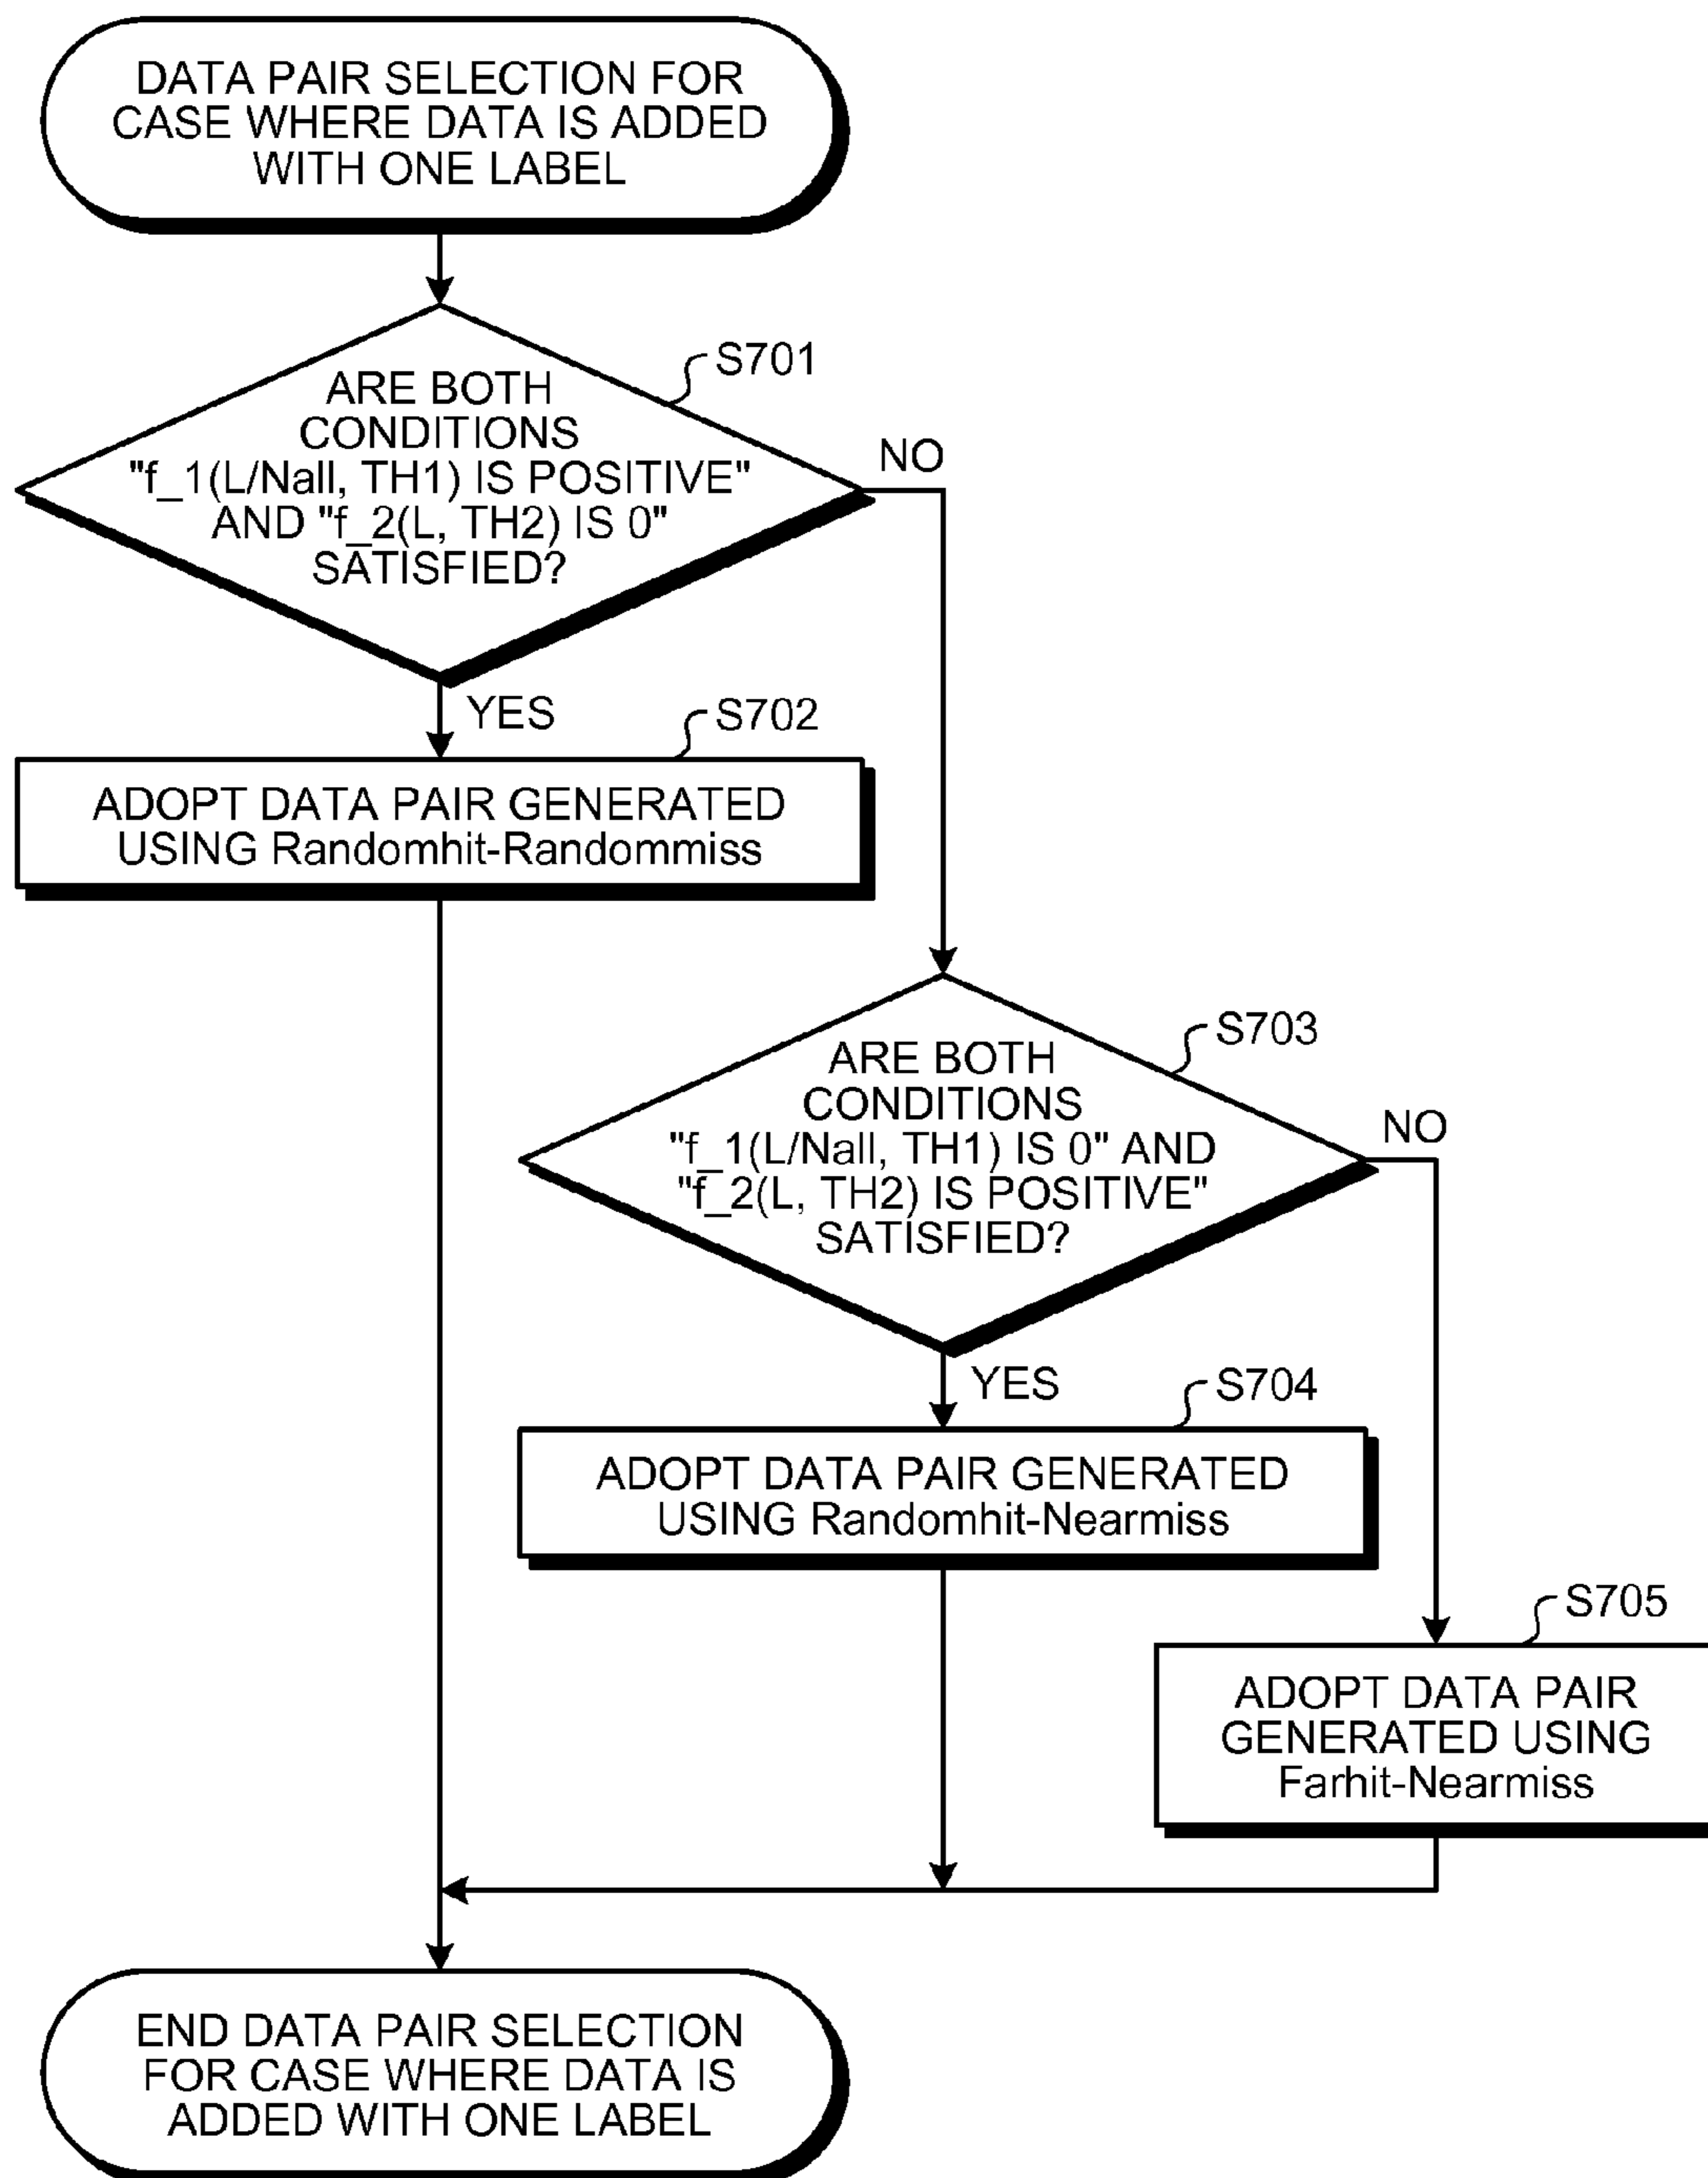 DATA PAIR SELECTION FOR
CASE WHERE DATA IS ADDED
WITH ONE LABEL
S701
ARE BOTH
CONDITIONS
"f_1(L/Nall, TH1) IS POSITIVE"
AND "f_2(L, TH2) IS 0"
SATISFIED?
NO
YES
S702
ADOPT DATA PAIR GENERATED
USING Randomhit-Randommiss
S703
ARE BOTH
CONDITIONS
"f_1(L/Nall, TH1) IS 0" AND
"f_2(L, TH2) IS POSITIVE"
SATISFIED?
NO
YES
S704
ADOPT DATA PAIR GENERATED
USING Randomhit-Nearmiss
S705
ADOPT DATA PAIR
GENERATED USING
Farhit-Nearmiss
END DATA PAIR SELECTION
FOR CASE WHERE DATA IS
ADDED WITH ONE LABEL